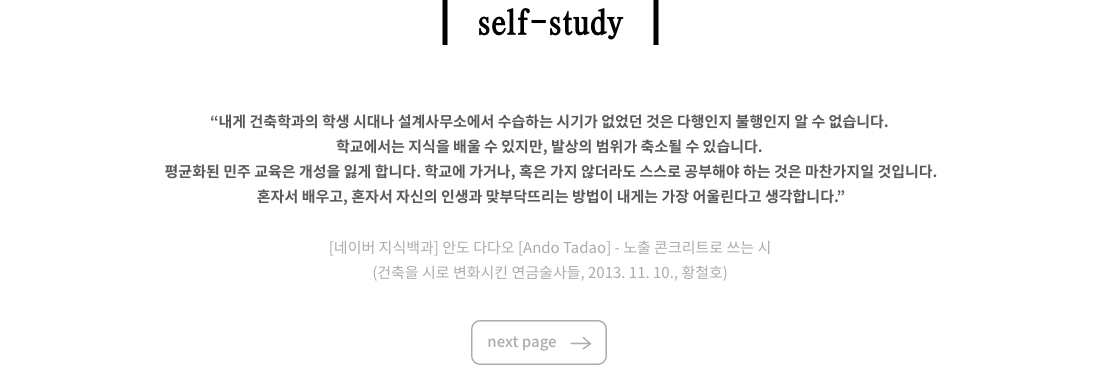 self-study
“내게 건축학과의 학생 시대나 설계사무소에서 수습하는 시기가 없었던 것은 다행인지 불행인지 알 수 없습니다.
학교에서는 지식을 배울 수 있지만, 발상의 범위가 축소될 수 있습니다.
평균화된 민주 교육은 개성을 잃게 합니다. 학교에 가거나, 혹은 가지 않더라도 스스로 공부해야 하는 것은 마찬가지일 것입니다.
혼자서 배우고, 혼자서 자신의 인생과 맞부닥뜨리는 방법이 내게는 가장 어울린다고 생각합니다.”
[네이버 지식백과] 안도 다다오 [Ando Tadao] - 노출 콘크리트로 쓰는 시
(건축을 시로 변화시킨 연금술사들, 2013. 11. 10., 황철호)
next page →